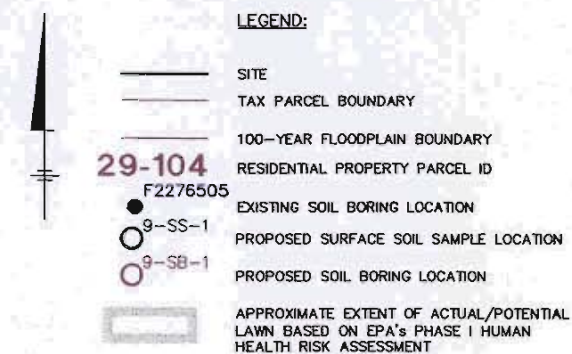 LEGEND:
SITE
TAX PARCEL BOUNDARY
100-YEAR FLOODPLAIN BOUNDARY
29-104 RESIDENTIAL PROPERTY PARCEL ID
F2276505
EXISTING SOIL BORING LOCATION
9-SS-1
PROPOSED SURFACE SOIL SAMPLE LOCATION
9-SB-1
PROPOSED SOIL BORING LOCATION
APPROXIMATE EXTENT OF ACTUAL/POTENTIAL
LAWN BASED ON EPA's PHASE I HUMAN
HEALTH RISK ASSESSMENT